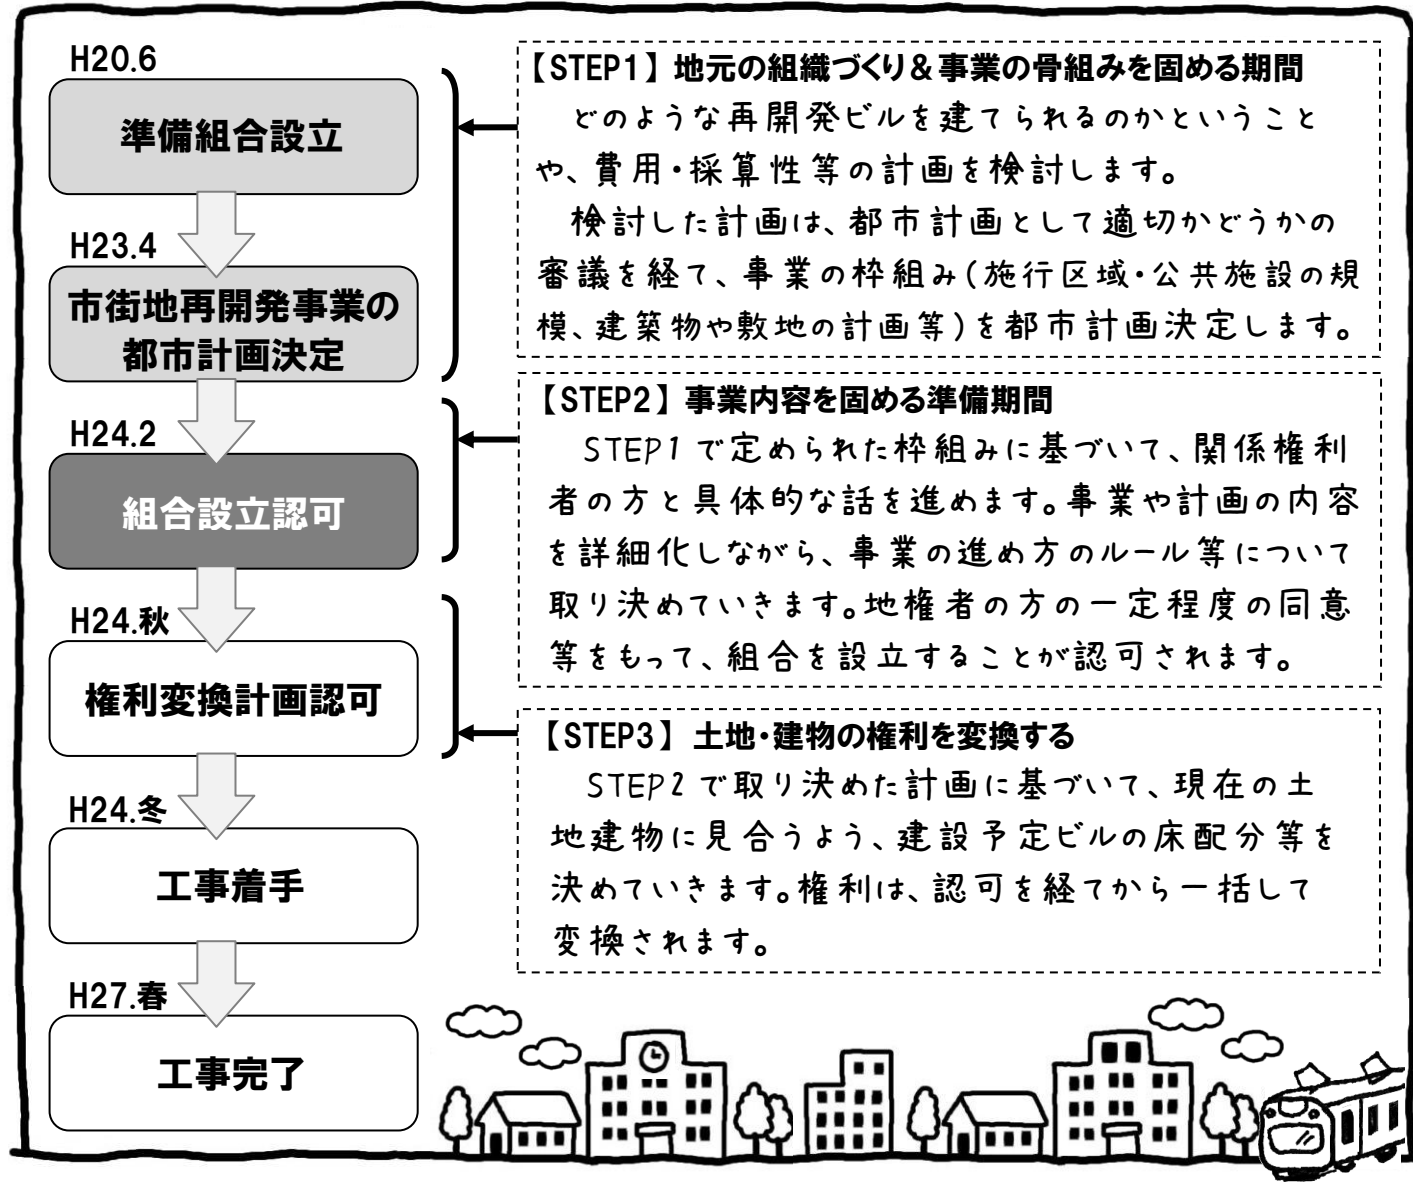 H20.6
準備組合設立
H23.4
市街地再開発事業の
都市計画決定
H24.2
組合設立認可
H24.秋
権利変換計画認可
H24.冬
工事着手
H27.春
工事完了
【STEP1】地元の組織づくり&事業の骨組みを固める期間
どのような再開発ビルを建てられるのかということ
や、費用・採算性等の計画を検討します。
検討した計画は、都市計画として適切かどうかの
審議を経て、事業の枠組み(施行区域・公共施設の規
模、建築物や敷地の計画等)を都市計画決定します。
【STEP2】事業内容を固める準備期間
STEP1で定められた枠組みに基づいて、関係権利
者の方と具体的な話を進めます。事業や計画の内容
を詳細化しながら、事業の進め方のルール等について
取り決めていきます。地権者の方の一定程度の同意
等をもって、組合を設立することが認可されます。
【STEP3】土地・建物の権利を変換する
STEP2で取り決めた計画に基づいて、現在の土
地建物に見合うよう、建設予定ビルの床配分等を
決めていきます。権利は、認可を経てから一括して
変換されます。